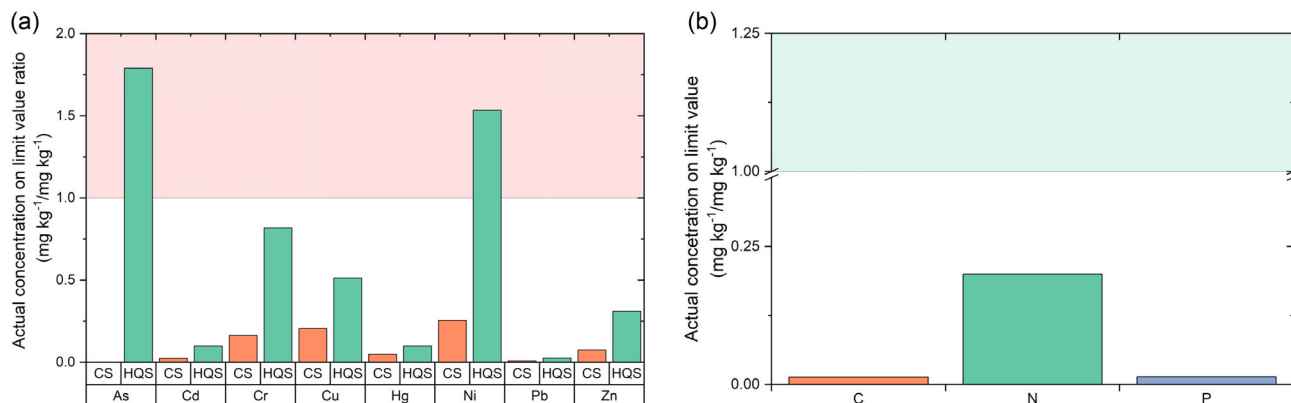 (a)
Actual concentration on limit value ratio
(mg kg⁻¹/mg kg⁻¹)
2.0
1.5
1.0
0.5
0.0
CS HQS CS HQS CS HQS CS HQS CS HQS CS HQS CS HQS CS HQS
As Cd Cr Cu Hg Ni Pb Zn
(b)
Actual concetration on limit value
(mg kg⁻¹/mg kg⁻¹)
1.25
1.00
0.25
0.00
C N P